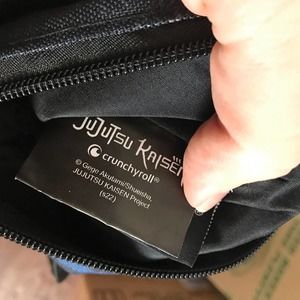 JUJUTSU KAISEN
crunchyroll®
© Gege Akutami/Shueisha,
JUJUTSU KAISEN Project
(s22)